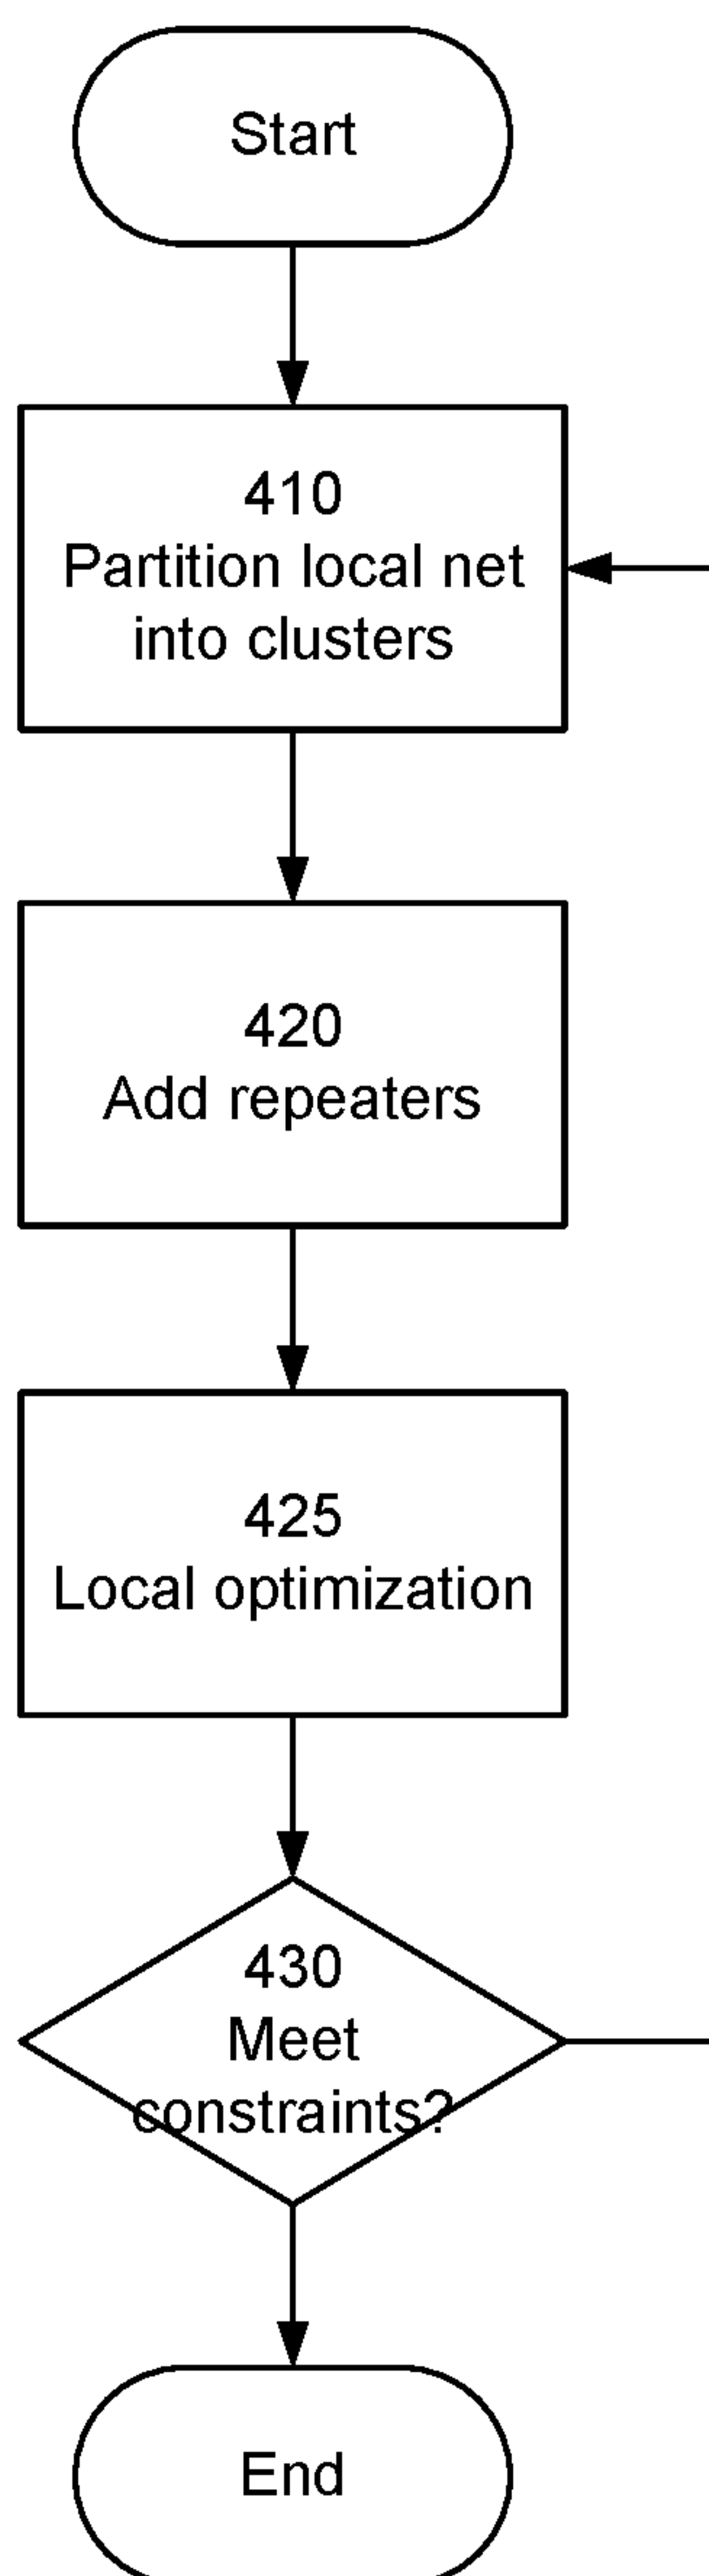 Start
410
Partition local net
into clusters
420
Add repeaters
425
Local optimization
430
Meet
constraints?
End